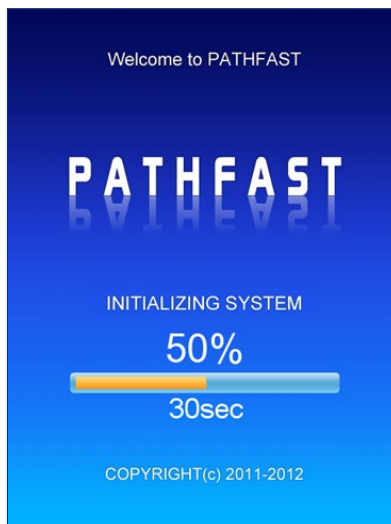 Welcome to PATHFAST
PATHFAST
INITIALIZING SYSTEM
50%
30sec
COPYRIGHT(c) 2011-2012